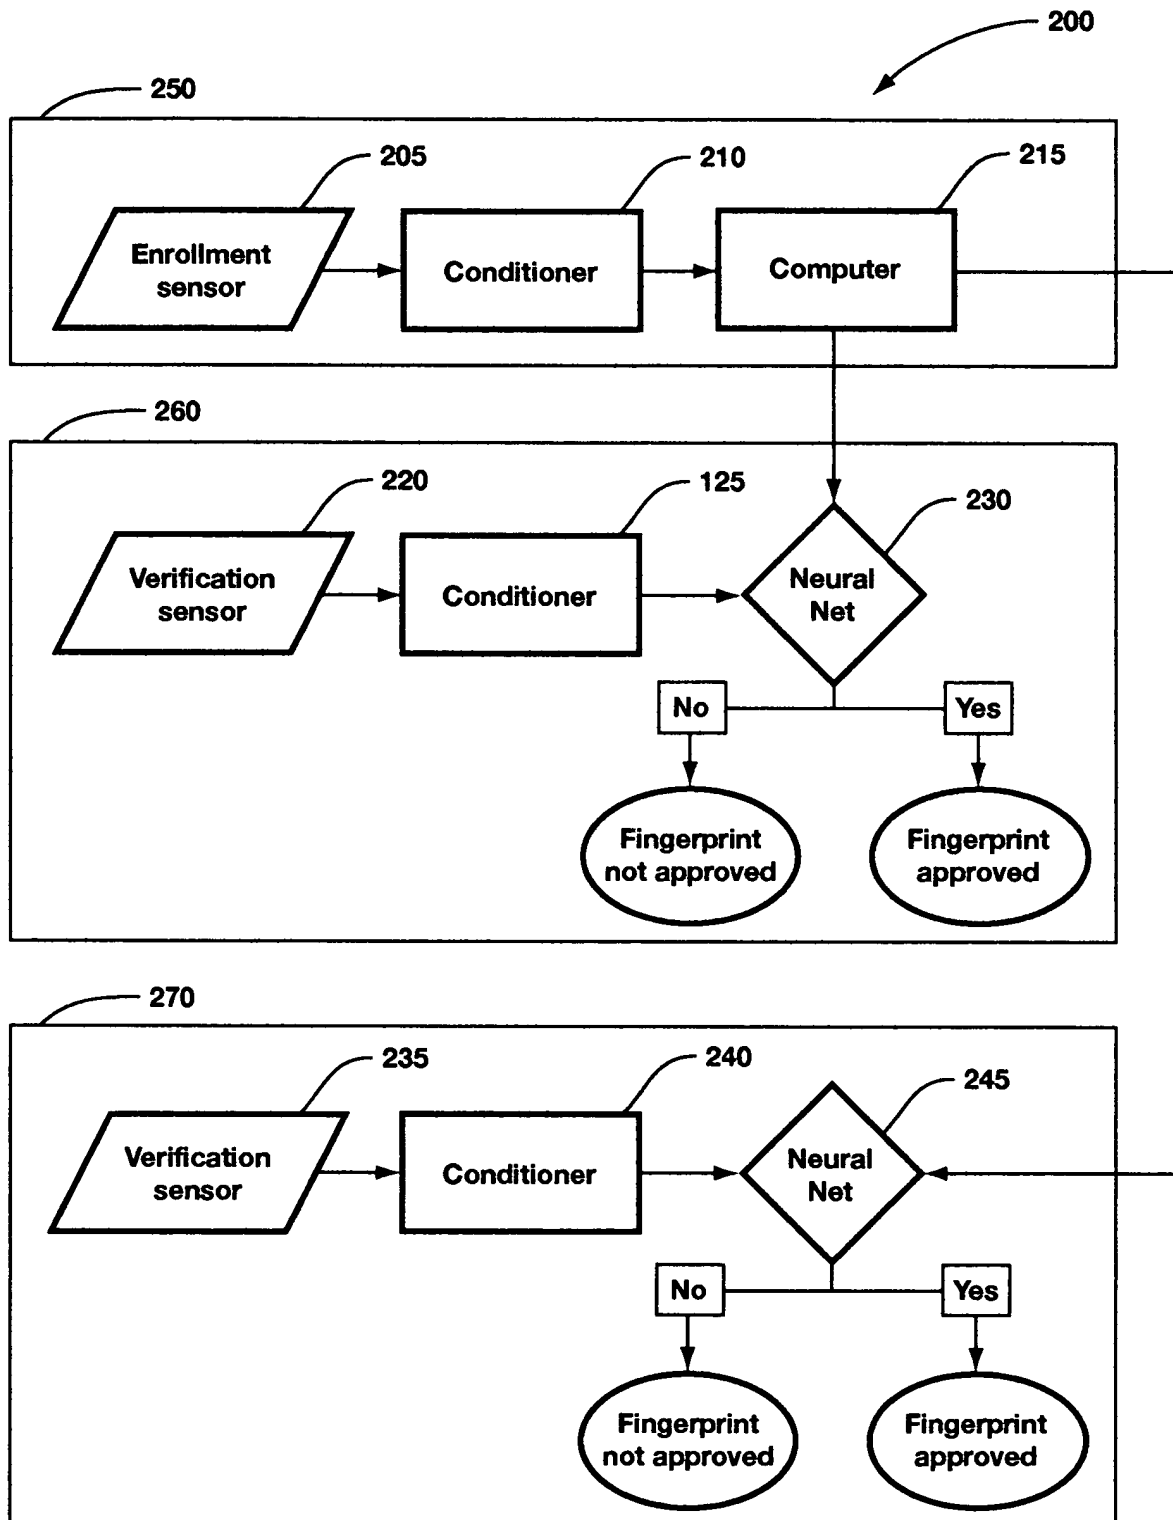 200
250
205
210
215
Enrollment
sensor
Conditioner
Computer
260
220
125
230
Verification
sensor
Conditioner
Neural
Net
No
Yes
Fingerprint
not approved
Fingerprint
approved
270
235
240
245
Verification
sensor
Conditioner
Neural
Net
No
Yes
Fingerprint
not approved
Fingerprint
approved